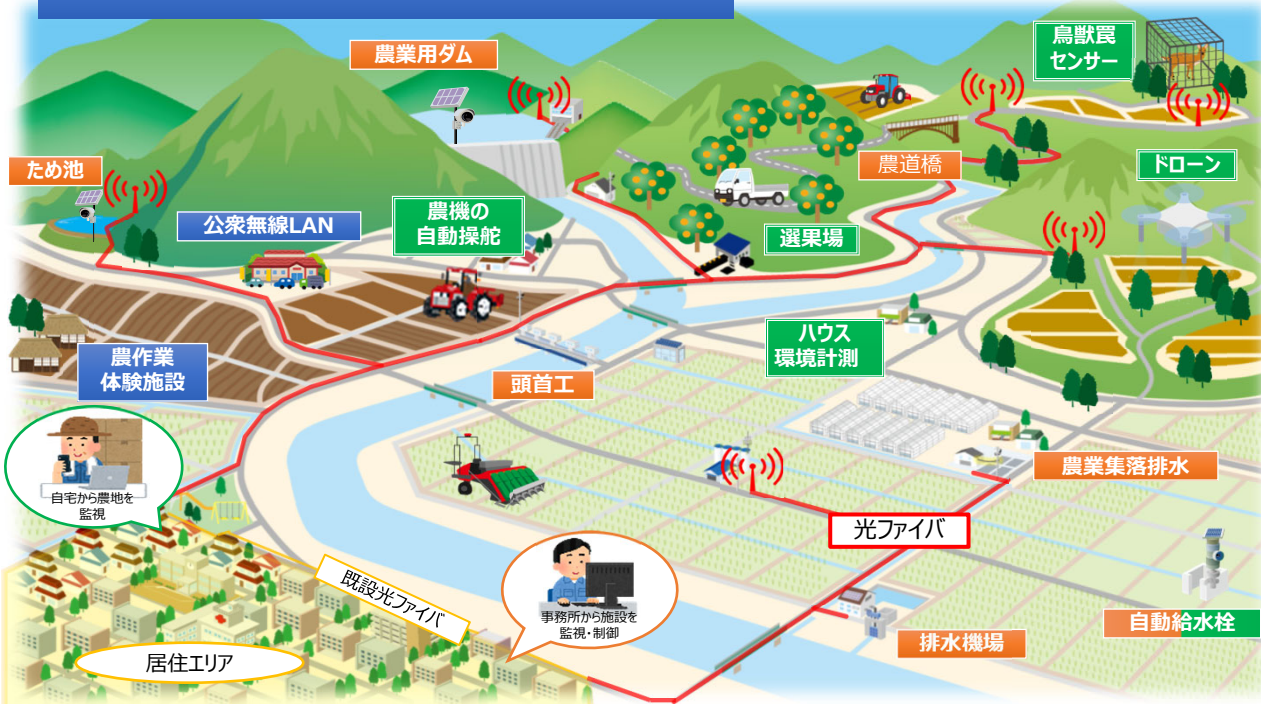 農業用ダム
鳥獣罠
センサー
ため池
公衆無線LAN
農機の
自動操舵
選果場
農道橋
ドローン
農作業
体験施設
頭首工
ハウス
環境計測
農業集落排水
自宅から農地を
監視
光ファイバ
既設光ファイバ
事務所から施設を
監視・制御
自動給水栓
排水機場
居住エリア